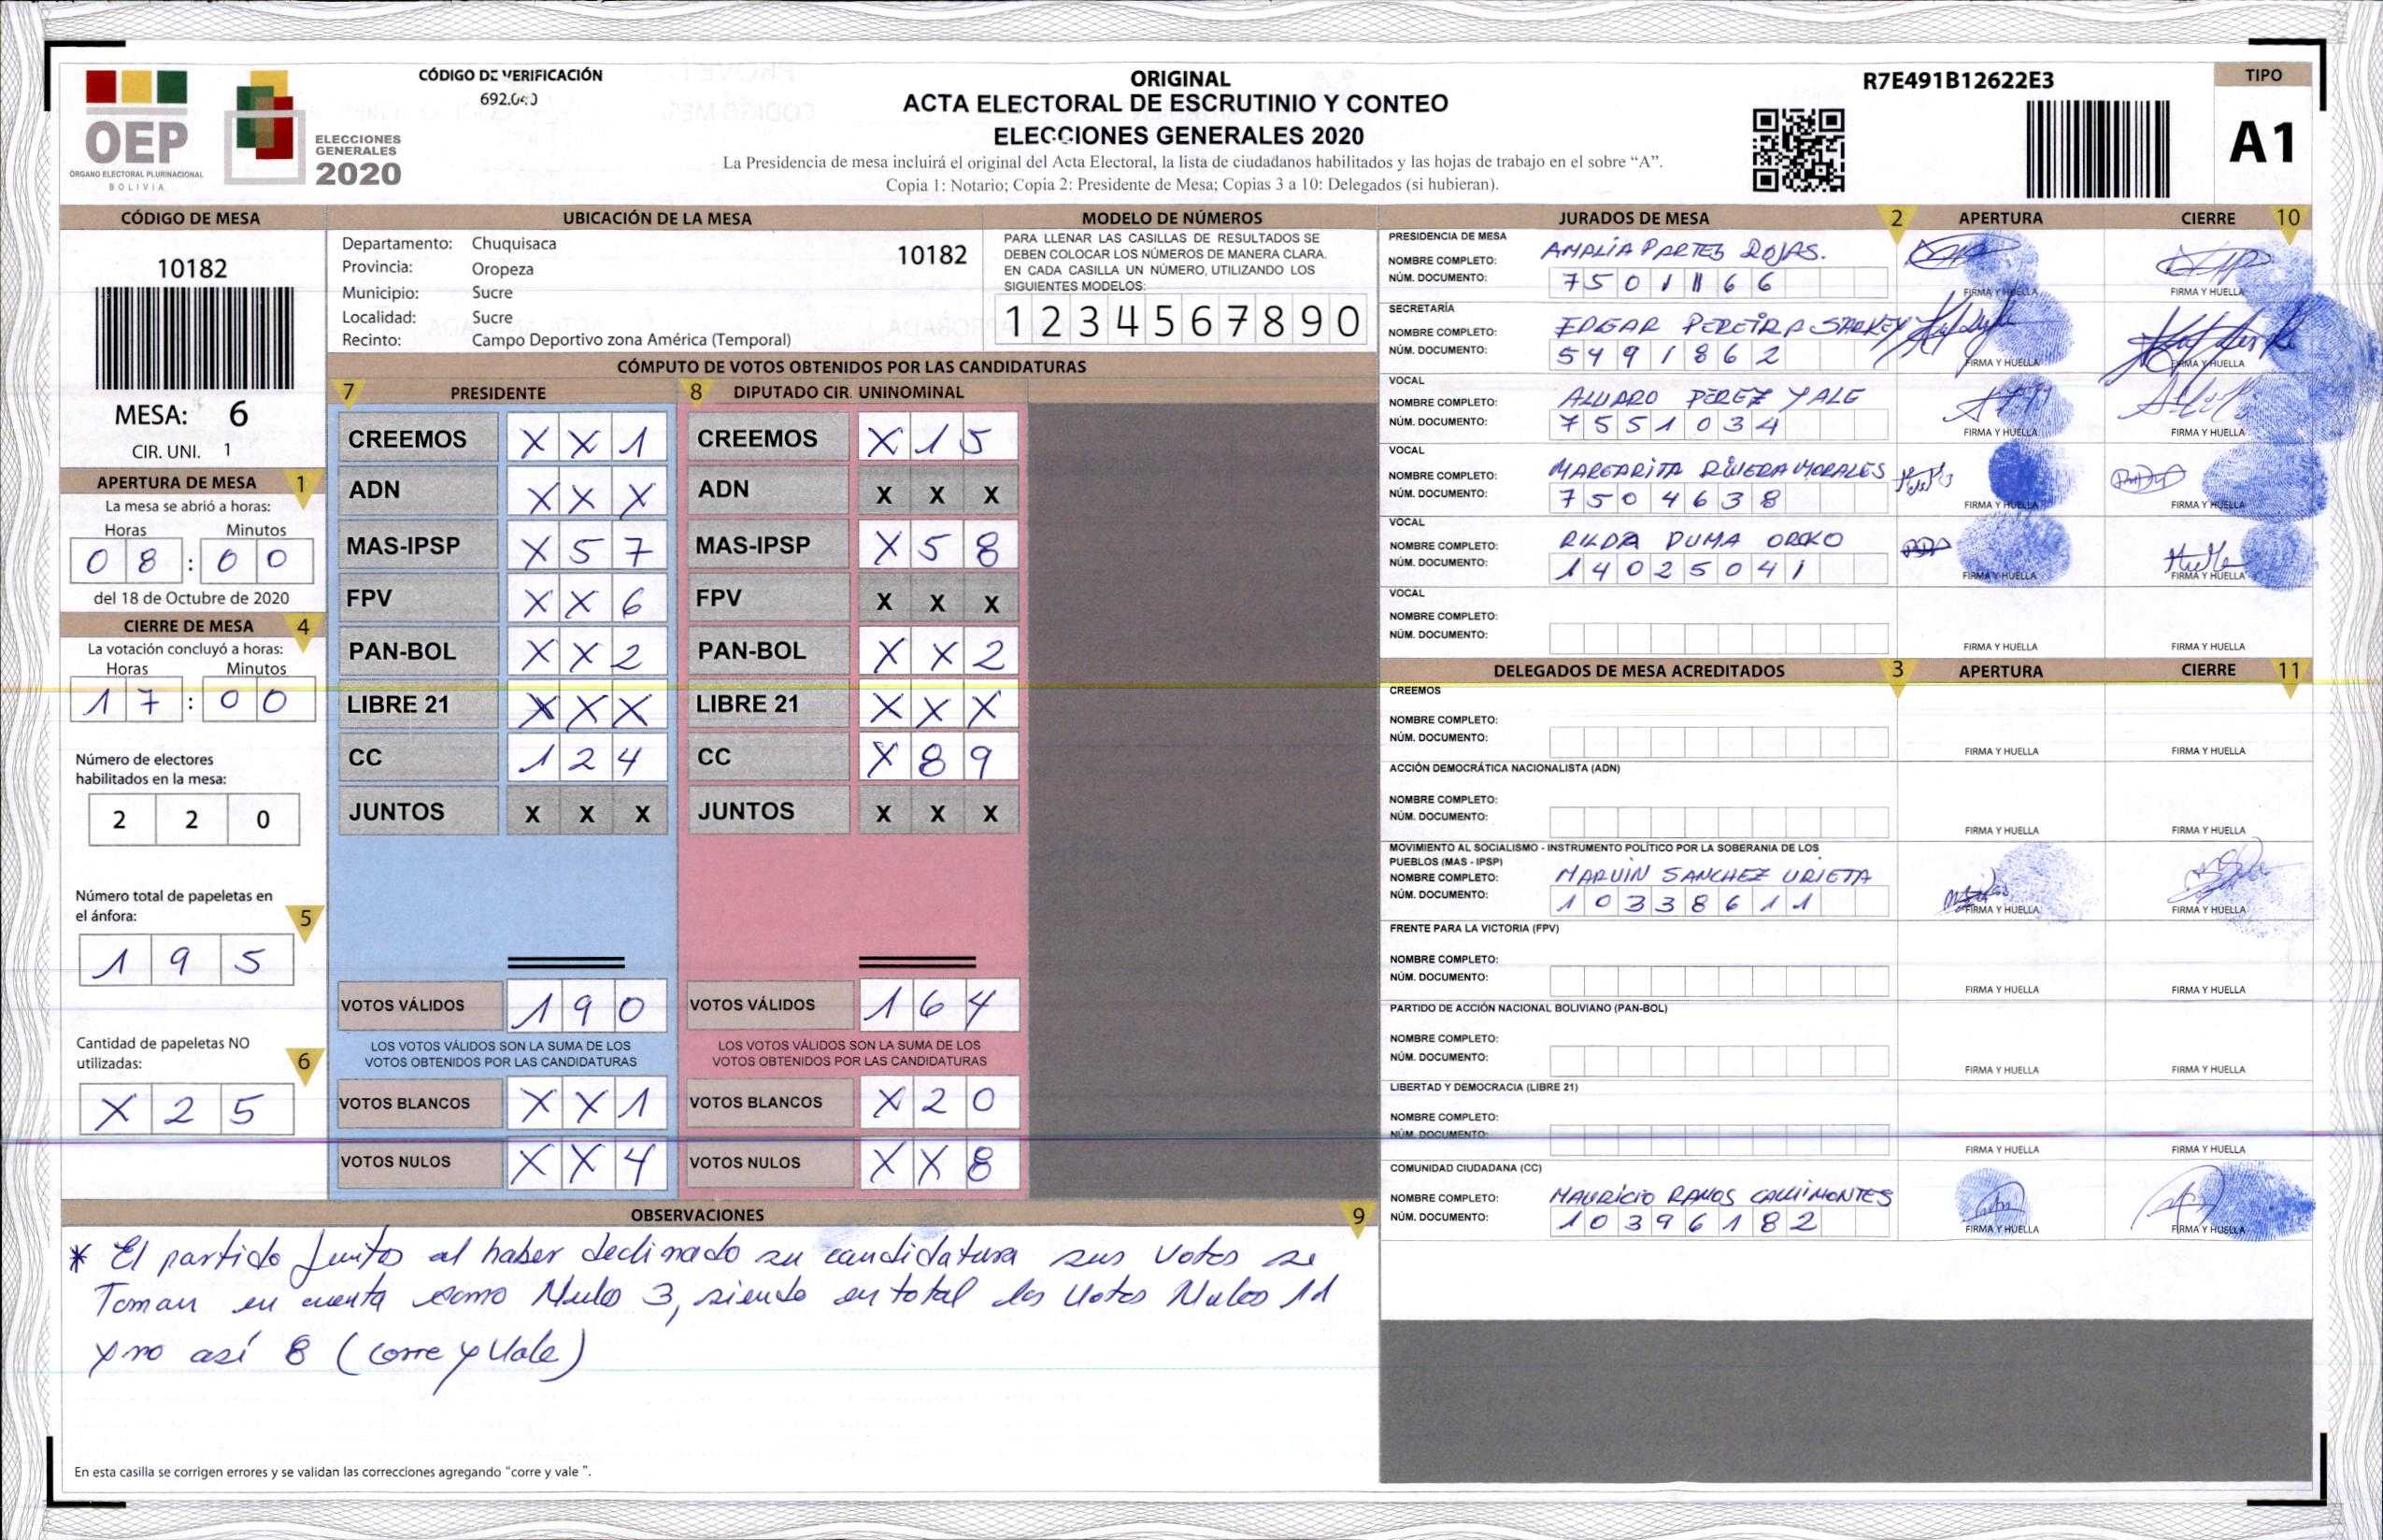 OEP
ÓRGANO ELECTORAL PLURINACIONAL
BOLIVIA
ELECCIONES
GENERALES
2020
CÓDIGO DE VERIFICACIÓN
ORIGINAL
ACTA ELECTORAL DE ESCRUTINIO Y CONTEO
ELECCIONES GENERALES 2020
La Presidencia de mesa incluirá el original del Acta Electoral, la lista de ciudadanos habilitados y las hojas de trabajo en el sobre “A”.
Copia 1: Notario; Copia 2: Presidente de Mesa; Copias 3 a 10: Delegados (si hubieran).
R7E491B12622E3
TIPO
A1
CÓDIGO DE MESA
10182
MESA: 6
CIR. UNI. 1
APERTURA DE MESA 1
La mesa se abrió a horas:
Horas Minutos
0 8 : 0 0
del 18 de Octubre de 2020
CIERRE DE MESA 4
La votación concluyó a horas:
Horas Minutos
1 7 : 0 0
Número de electores
habilitados en la mesa:
2 2 0
Número total de papeletas en
el ánfora: 5
1 9 5
Cantidad de papeletas NO
utilizadas: 6
X 2 5
UBICACIÓN DE LA MESA
Departamento: Chuquisaca 10182
Provincia: Oropeza
Municipio: Sucre
Localidad: Sucre
Recinto: Campo Deportivo zona América (Temporal)
MODELO DE NÚMEROS
PARA LLENAR LAS CASILLAS DE RESULTADOS SE
DEBEN COLOCAR LOS NÚMEROS DE MANERA CLARA.
EN CADA CASILLA UN NÚMERO, UTILIZANDO LOS
SIGUIENTES MODELOS:
1 2 3 4 5 6 7 8 9 0
CÓMPUTO DE VOTOS OBTENIDOS POR LAS CANDIDATURAS
7 PRESIDENTE 8 DIPUTADO CIR. UNINOMINAL
CREEMOS X X 1 CREEMOS X 1 5
ADN X X X ADN X X X
MAS-IPSP X 5 7 MAS-IPSP X 5 8
FPV X X 6 FPV X X X
PAN-BOL X X 2 PAN-BOL X X 2
LIBRE 21 X X X LIBRE 21 X X X
CC 1 2 4 CC X 8 9
JUNTOS X X X JUNTOS X X X
VOTOS VÁLIDOS 1 9 0 VOTOS VÁLIDOS 1 6 4
LOS VOTOS VÁLIDOS SON LA SUMA DE LOS LOS VOTOS VÁLIDOS SON LA SUMA DE LOS
VOTOS OBTENIDOS POR LAS CANDIDATURAS VOTOS OBTENIDOS POR LAS CANDIDATURAS
VOTOS BLANCOS X X 1 VOTOS BLANCOS X 2 0
VOTOS NULOS X X 4 VOTOS NULOS X X 8
OBSERVACIONES 9
* El partido Juntos al haber declinado su candidatura sus votos se
Toman en cuenta como Nulo 3, siendo en total los Votos Nulos 11
y no así 8 (corre y Vale)
En esta casilla se corrigen errores y se validan las correcciones agregando “corre y vale ”.
JURADOS DE MESA 2 APERTURA CIERRE 10
PRESIDENCIA DE MESA
NOMBRE COMPLETO: AMALIA PARTES ROJAS.
NÚM. DOCUMENTO: 7 5 0 1 1 1 6 6
FIRMA Y HUELLA FIRMA Y HUELLA
SECRETARÍA
NOMBRE COMPLETO: EDGAR PEREIRA
NÚM. DOCUMENTO: 5 4 9 1 8 6 2
FIRMA Y HUELLA FIRMA Y HUELLA
VOCAL
NOMBRE COMPLETO: ALVARO PEREZ YALE
NÚM. DOCUMENTO: 7 5 5 1 0 3 4
FIRMA Y HUELLA FIRMA Y HUELLA
VOCAL
NOMBRE COMPLETO: MARGARITA RIVERA MORALES
NÚM. DOCUMENTO: 7 5 0 4 6 3 8
FIRMA Y HUELLA FIRMA Y HUELLA
VOCAL
NOMBRE COMPLETO: PUMA
NÚM. DOCUMENTO: 1 4 0 2 5 0 4 1
FIRMA Y HUELLA FIRMA Y HUELLA
VOCAL
NOMBRE COMPLETO:
NÚM. DOCUMENTO:
FIRMA Y HUELLA FIRMA Y HUELLA
DELEGADOS DE MESA ACREDITADOS 3 APERTURA CIERRE 11
CREEMOS
NOMBRE COMPLETO:
NÚM. DOCUMENTO:
FIRMA Y HUELLA FIRMA Y HUELLA
ACCIÓN DEMOCRÁTICA NACIONALISTA (ADN)
NOMBRE COMPLETO:
NÚM. DOCUMENTO:
FIRMA Y HUELLA FIRMA Y HUELLA
MOVIMIENTO AL SOCIALISMO - INSTRUMENTO POLÍTICO POR LA SOBERANIA DE LOS
PUEBLOS (MAS - IPSP)
NOMBRE COMPLETO: MARVIN SANCHEZ URIETA
NÚM. DOCUMENTO: 1 0 3 3 8 6 1 1
FIRMA Y HUELLA FIRMA Y HUELLA
FRENTE PARA LA VICTORIA (FPV)
NOMBRE COMPLETO:
NÚM. DOCUMENTO:
FIRMA Y HUELLA FIRMA Y HUELLA
PARTIDO DE ACCIÓN NACIONAL BOLIVIANO (PAN-BOL)
NOMBRE COMPLETO:
NÚM. DOCUMENTO:
FIRMA Y HUELLA FIRMA Y HUELLA
LIBERTAD Y DEMOCRACIA (LIBRE 21)
NOMBRE COMPLETO:
NÚM. DOCUMENTO:
FIRMA Y HUELLA FIRMA Y HUELLA
COMUNIDAD CIUDADANA (CC)
NOMBRE COMPLETO: MAURICIO RAMOS
NÚM. DOCUMENTO: 1 0 3 9 6 1 8 2
FIRMA Y HUELLA FIRMA Y HUELLA